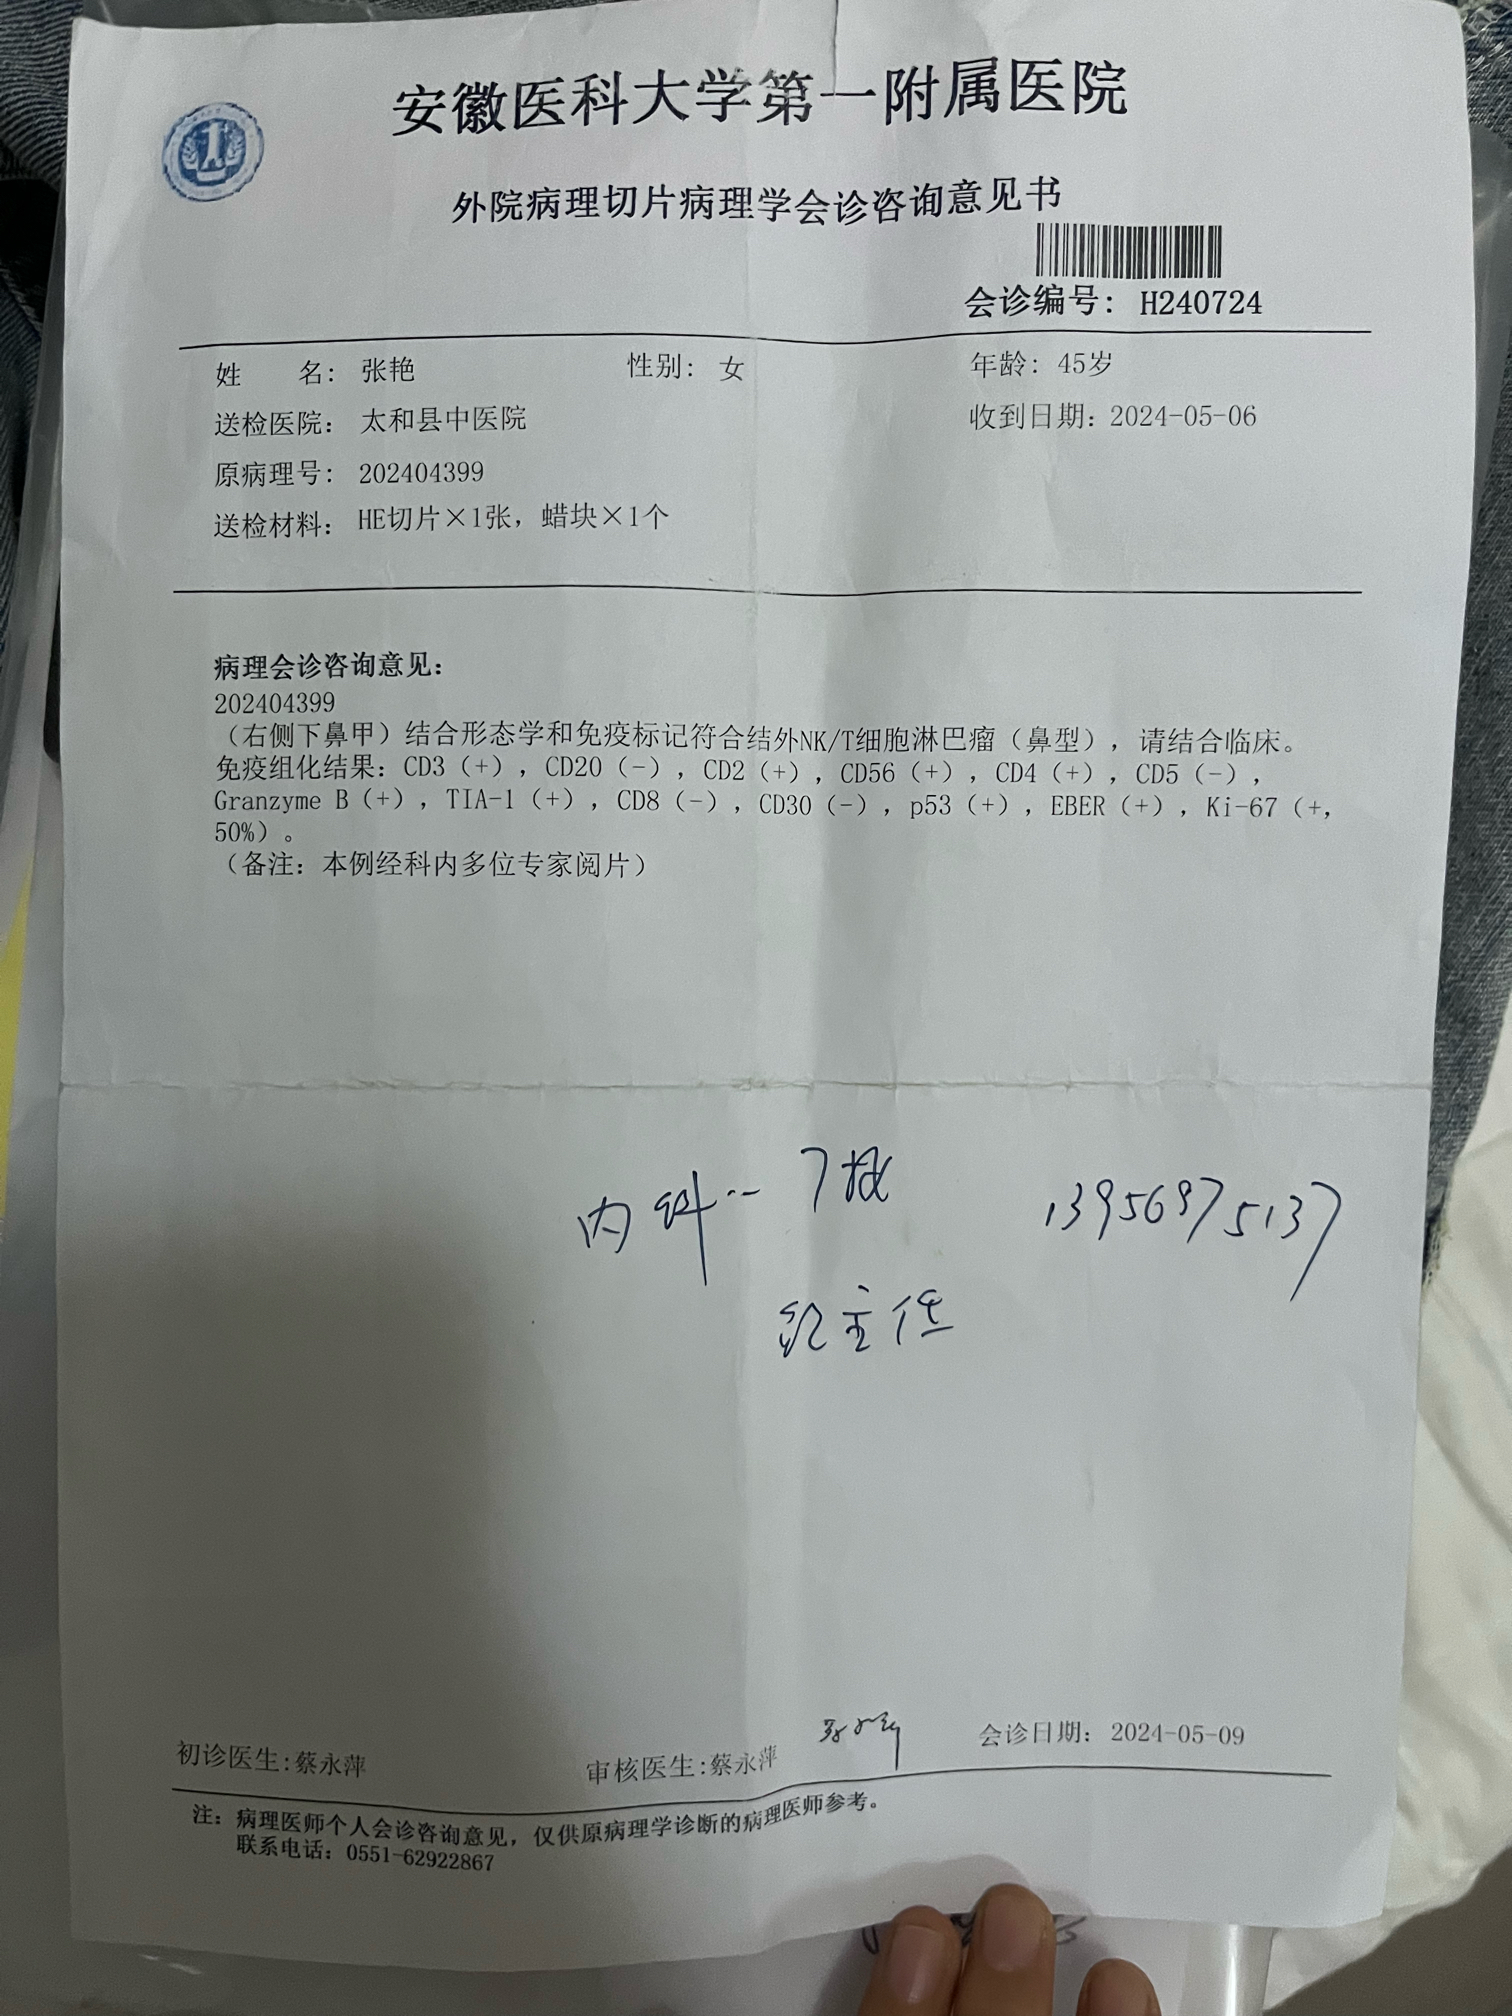 安徽医科大学第一附属医院
外院病理切片病理学会诊咨询意见书
会诊编号: H240724
姓 名: 张艳 性别: 女 年龄: 45岁
送检医院: 太和县中医院 收到日期: 2024-05-06
原病理号: 202404399
送检材料: HE切片×1张, 蜡块×1个
病理会诊咨询意见:
202404399
（右侧下鼻甲）结合形态学和免疫标记符合结外NK/T细胞淋巴瘤（鼻型）, 请结合临床。
免疫组化结果: CD3（+）, CD20（-）, CD2（+）, CD56（+）, CD4（+）, CD5（-）,
Granzyme B（+）, TIA-1（+）, CD8（-）, CD30（-）, p53（+）, EBER（+）, Ki-67（+,
50%）。
（备注: 本例经科内多位专家阅片）
内科 7楼 13956975137
主任
初诊医生:蔡永萍 审核医生:蔡永萍 会诊日期: 2024-05-09
注: 病理医师个人会诊咨询意见, 仅供原病理学诊断的病理医师参考。
联系电话: 0551-62922867